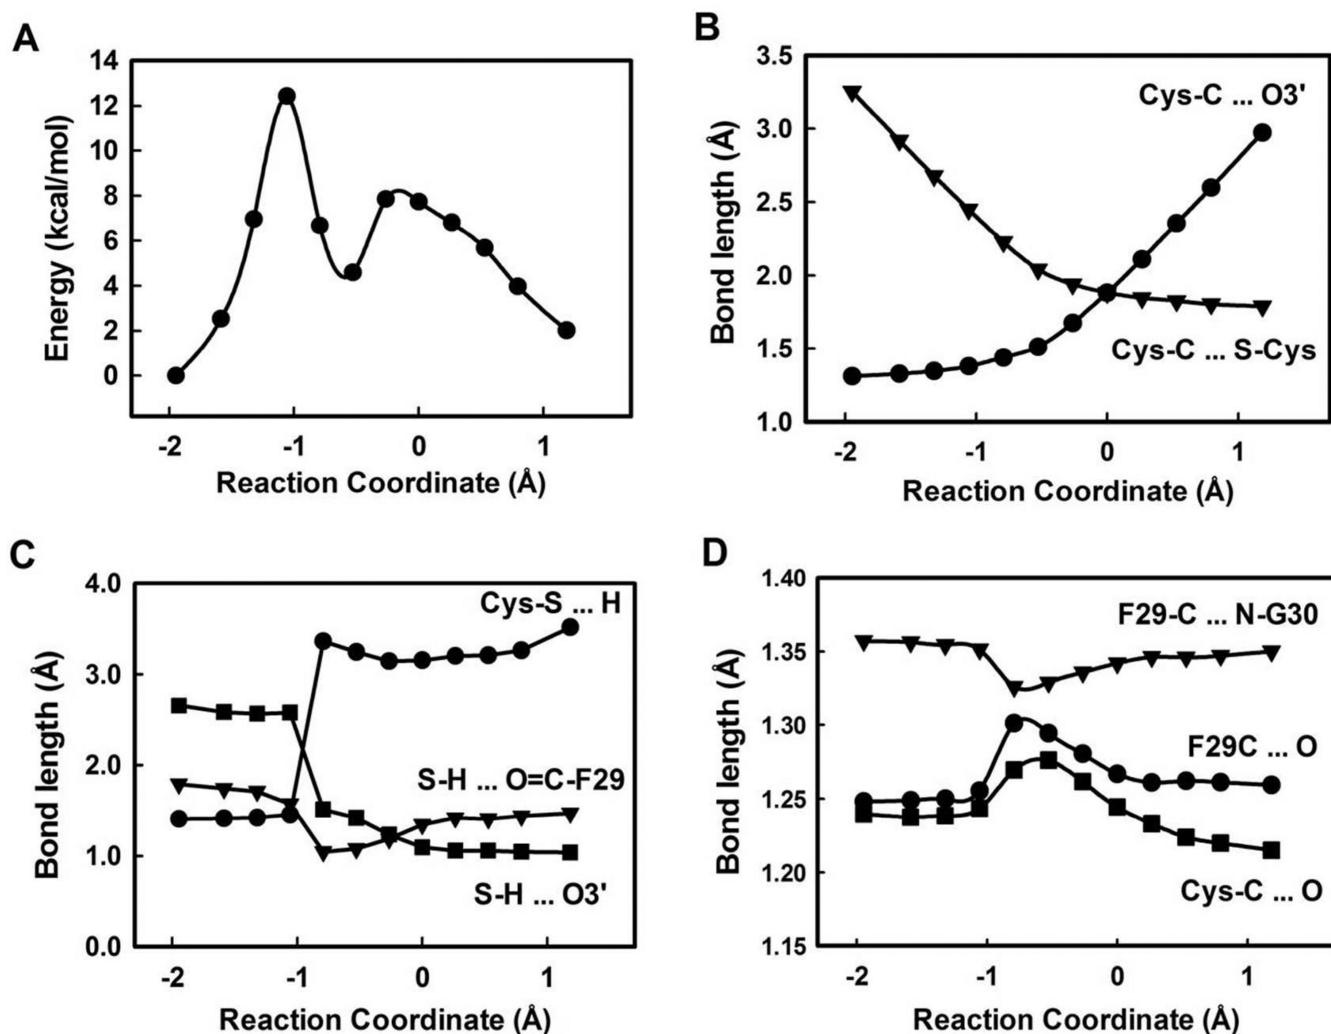 A
14
12
10
8
6
4
2
0
Energy (kcal/mol)
-2 -1 0 1
Reaction Coordinate (Å)
B
3.5
3.0
2.5
2.0
1.5
1.0
Bond length (Å)
Cys-C ... O3'
Cys-C ... S-Cys
-2 -1 0 1
Reaction Coordinate (Å)
C
4.0
3.0
2.0
1.0
0.0
Bond length (Å)
Cys-S ... H
S-H ... O=C-F29
S-H ... O3'
-2 -1 0 1
Reaction Coordinate (Å)
D
1.40
1.35
1.30
1.25
1.20
1.15
Bond length (Å)
F29-C ... N-G30
F29C ... O
Cys-C ... O
-2 -1 0 1
Reaction Coordinate (Å)